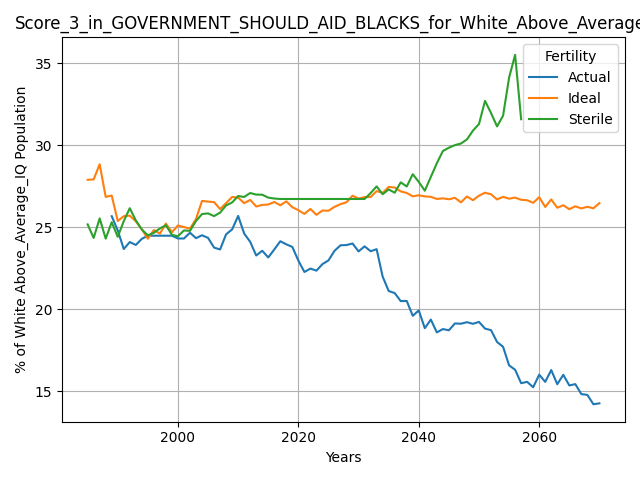 Score_3_in_GOVERNMENT_SHOULD_AID_BLACKS_for_White_Above_Average
% of White Above_Average_IQ Population
35
30
25
20
15
Fertility
Actual
Ideal
Sterile
2000
2020
2040
2060
Years